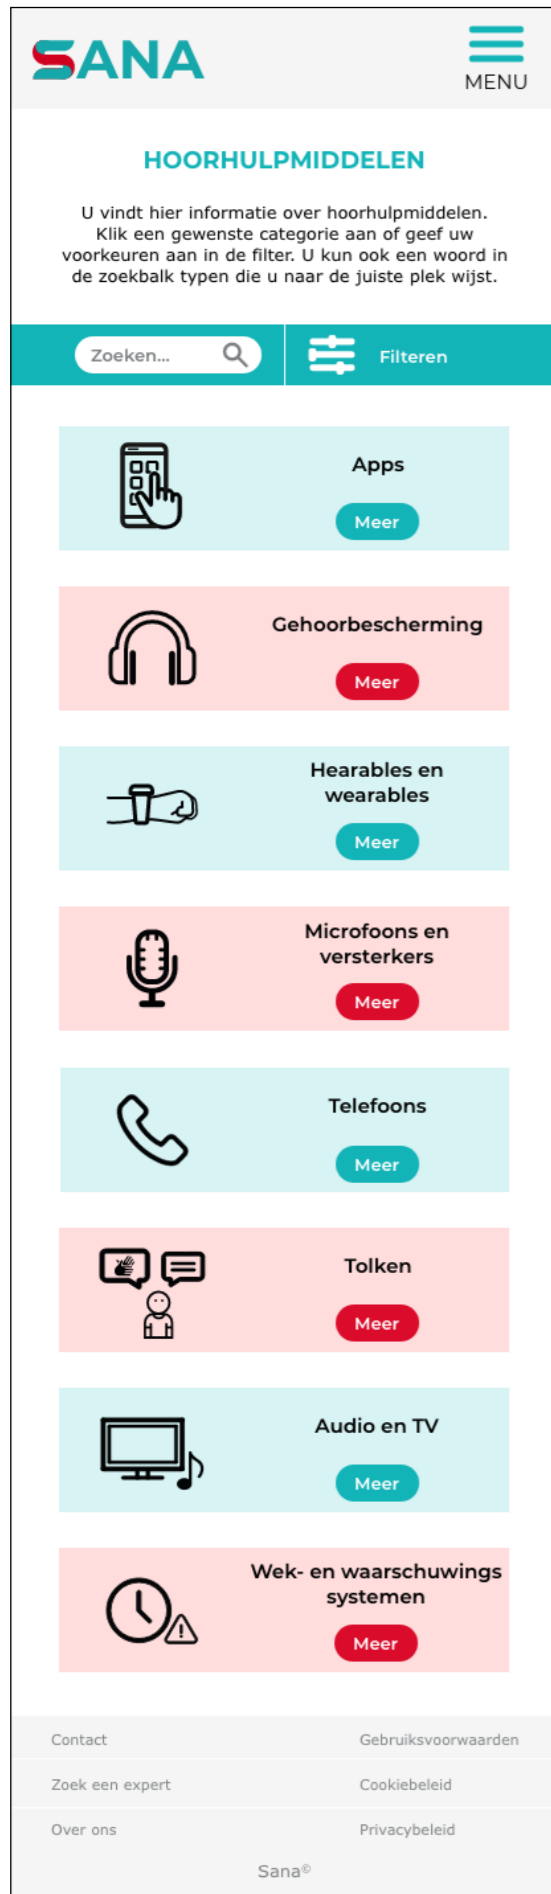 SANA
MENU
HOORHULPMIDDELEN
U vindt hier informatie over hoorhulpmiddelen.
Klik een gewenste categorie aan of geef uw
voorkeuren aan in de filter. U kun ook een woord in
de zoekbalk typen die u naar de juiste plek wijst.
Zoeken...
Filteren
Apps
Meer
Gehoorbescherming
Meer
Hearables en
wearables
Meer
Microfoons en
versterkers
Meer
Telefoons
Meer
Tolken
Meer
Audio en TV
Meer
Wek- en waarschuwings
systemen
Meer
Contact
Gebruiksvoorwaarden
Zoek een expert
Cookiebeleid
Over ons
Privacybeleid
Sana©